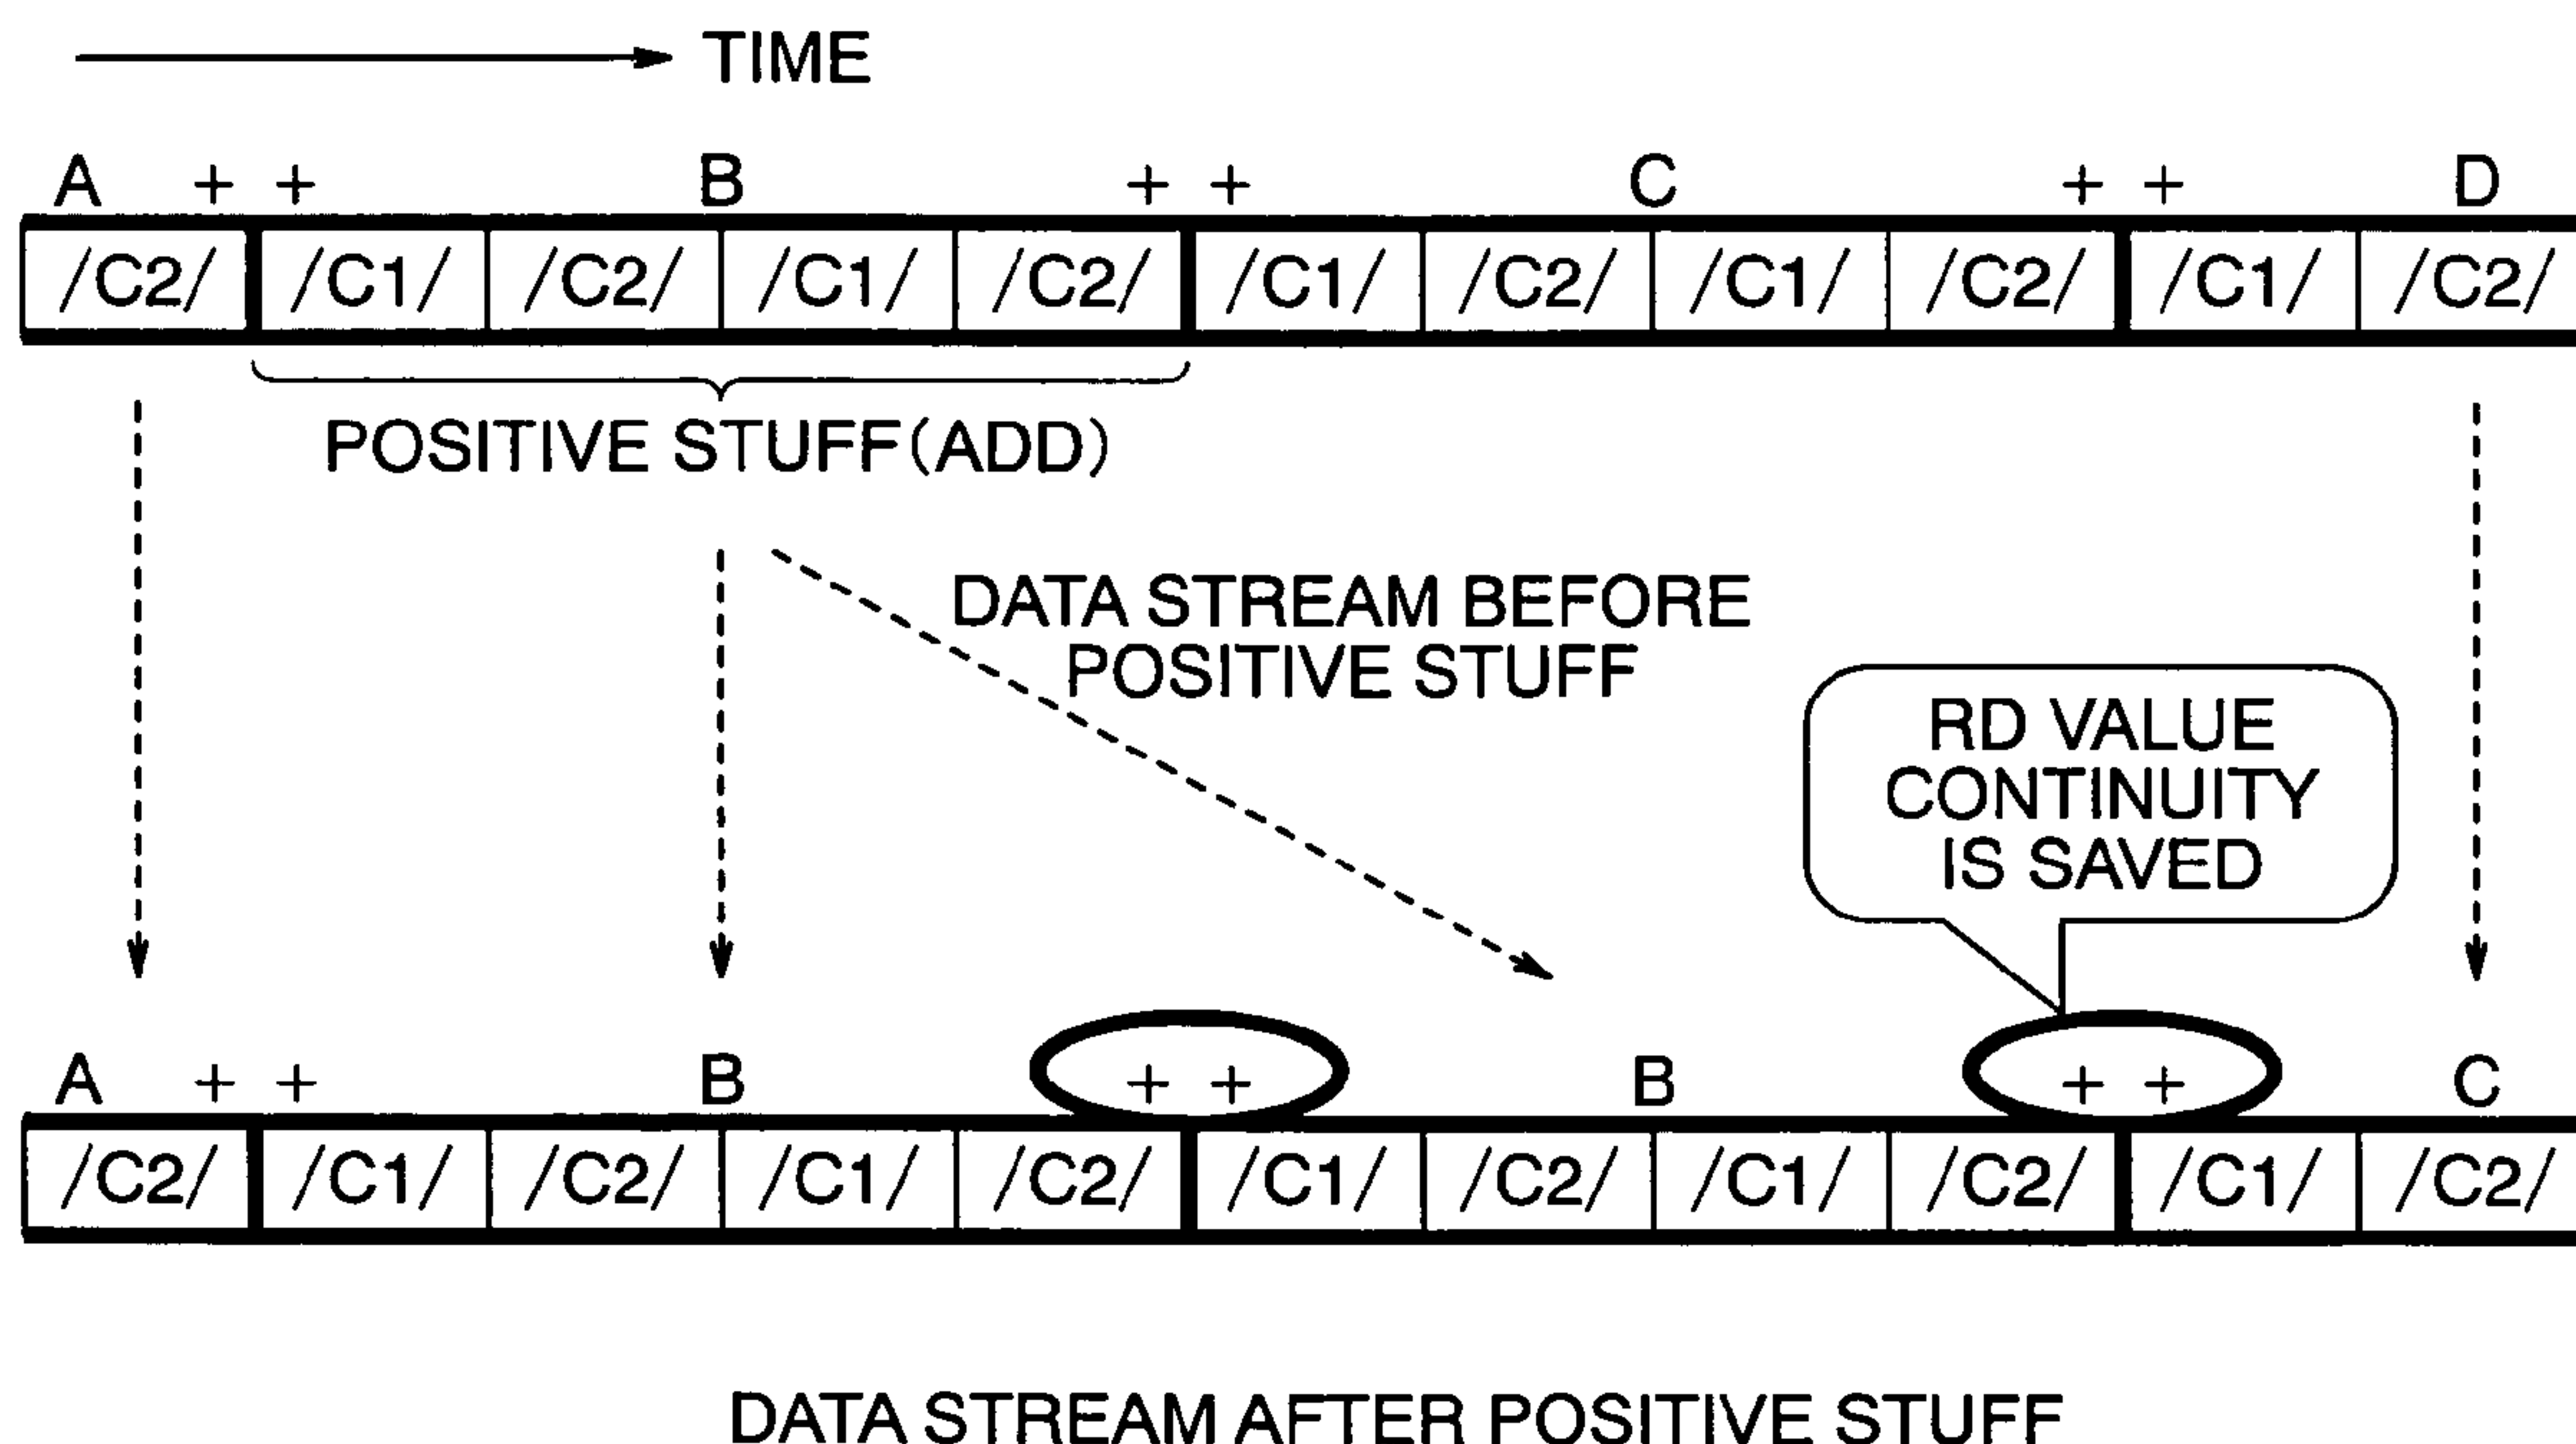 TIME
A + + B + + C + + D
/C2/ /C1/ /C2/ /C1/ /C2/ /C1/ /C2/ /C1/ /C2/ /C1/ /C2/
POSITIVE STUFF(ADD)
DATA STREAM BEFORE
POSITIVE STUFF
RD VALUE
CONTINUITY
IS SAVED
A + + B + + B + + C
/C2/ /C1/ /C2/ /C1/ /C2/ /C1/ /C2/ /C1/ /C2/ /C1/ /C2/
DATA STREAM AFTER POSITIVE STUFF